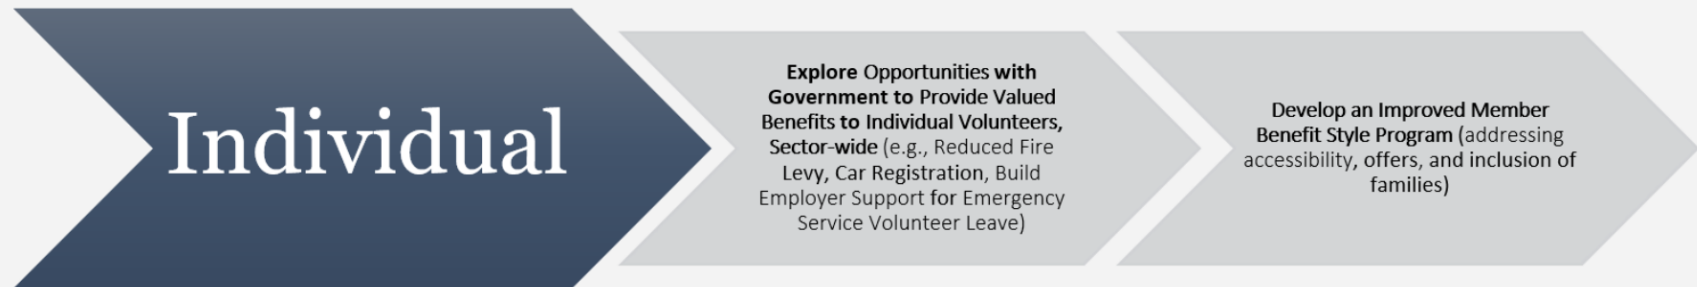 Individual
Explore Opportunities with
Government to Provide Valued
Benefits to Individual Volunteers,
Sector-wide (e.g., Reduced Fire
Levy, Car Registration, Build
Employer Support for Emergency
Service Volunteer Leave)
Develop an Improved Member
Benefit Style Program (addressing
accessibility, offers, and inclusion of
families)